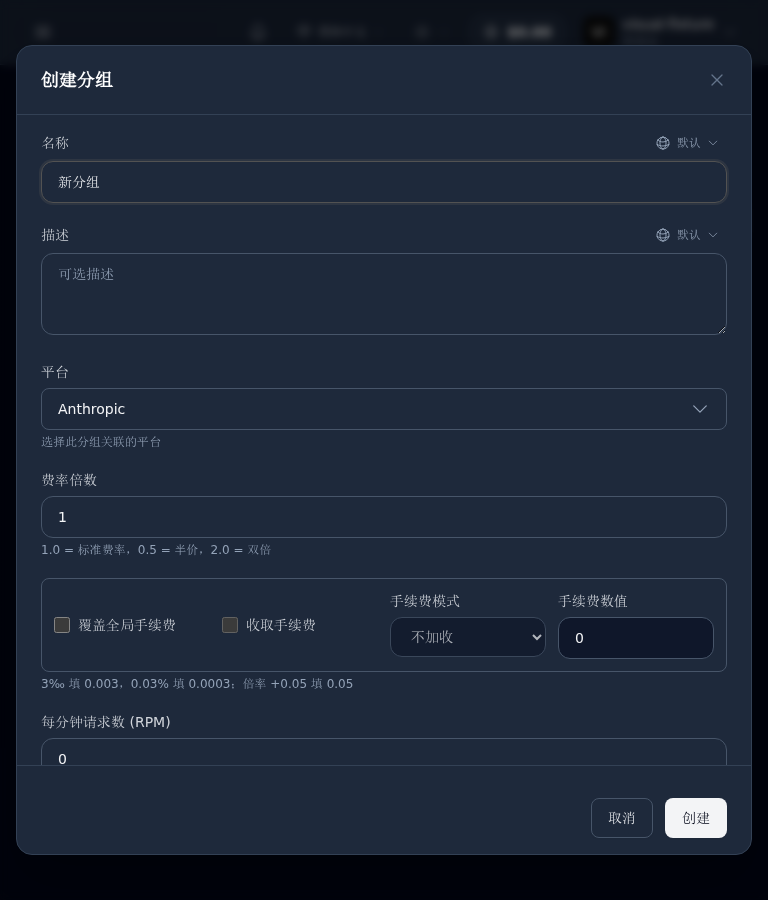 创建分组
名称
默认
新分组
描述
默认
可选描述
平台
Anthropic
选择此分组关联的平台
费率倍数
1
1.0 = 标准费率，0.5 = 半价，2.0 = 双倍
覆盖全局手续费
收取手续费
手续费模式
不加收
手续费数值
0
3‰ 填 0.003，0.03% 填 0.0003；倍率 +0.05 填 0.05
每分钟请求数 (RPM)
0
取消
创建